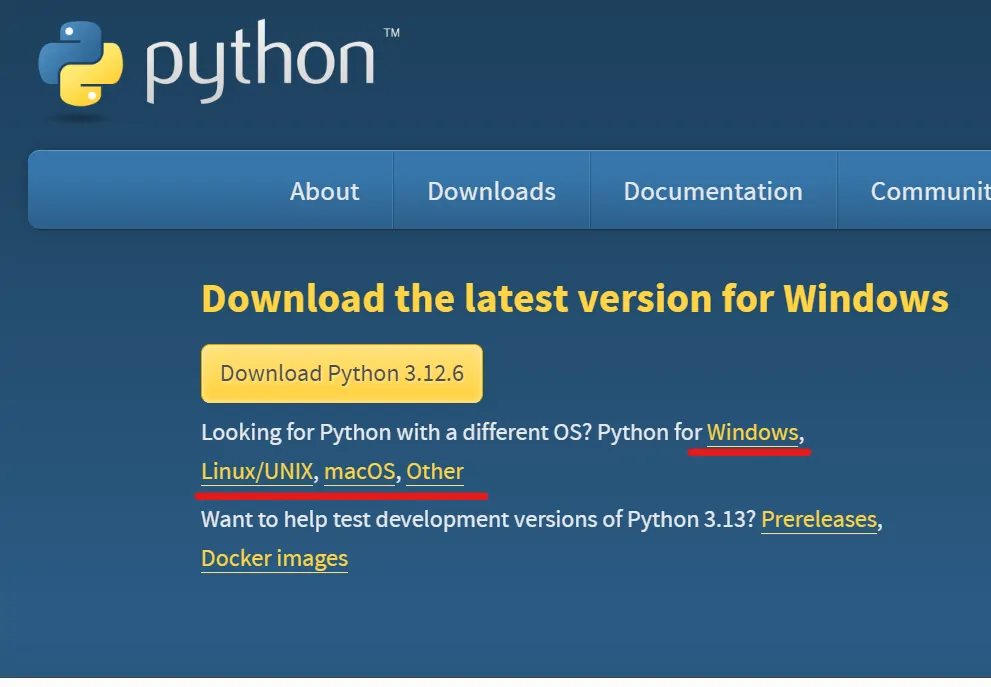 python™
About Downloads Documentation Communit
Download the latest version for Windows
Download Python 3.12.6
Looking for Python with a different OS? Python for Windows,
Linux/UNIX, macOS, Other
Want to help test development versions of Python 3.13? Prereleases,
Docker images